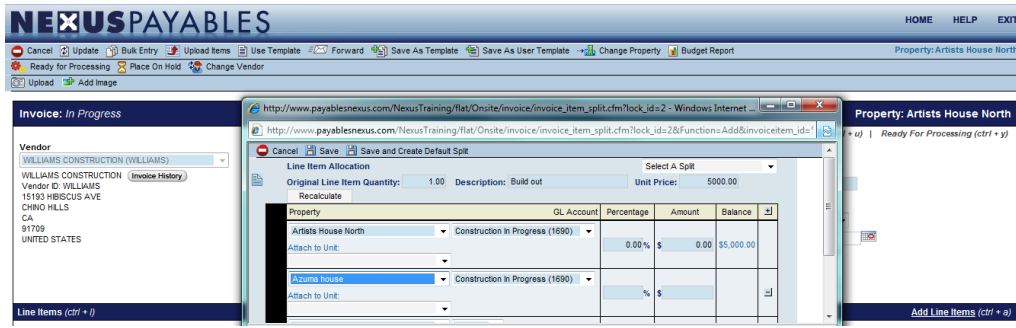 NEXUSPAYABLES
HOME HELP EXIT
Cancel Update Bulk Entry Upload Items Use Template Forward Save As Template Save As User Template Change Property Budget Report Property: Artists House North
Ready for Processing Place On Hold Change Vendor
Upload Add Image
Invoice: In Progress
Property: Artists House North
+ u) | Ready For Processing (ctrl + y)
Vendor
WILLIAMS CONSTRUCTION (WILLIAMS)
WILLIAMS CONSTRUCTION Invoice History
Vendor ID: WILLIAMS
15193 HIBISCUS AVE
CHINO HILLS
CA
91709
UNITED STATES
http://www.payablesnexus.com/NexusTraining/flat/Onsite/invoice/invoice_item_split.cfm?lock_id=2 - Windows Internet ...
http://www.payablesnexus.com/NexusTraining/flat/Onsite/invoice/invoice_item_split.cfm?lock_id=2&Function=Add&invoiceitem_id=
Cancel Save Save and Create Default Split
Line Item Allocation Select A Split
Original Line Item Quantity: 1.00 Description: Build out Unit Price: 5000.00
Recalculate
Property GL Account Percentage Amount Balance
Artists House North Construction In Progress (1690) 0.00 % $ 0.00 $5,000.00
Attach to Unit:
Azuma house Construction In Progress (1690) % $
Attach to Unit:
Line Items (ctrl + l) Add Line Items (ctrl + a)